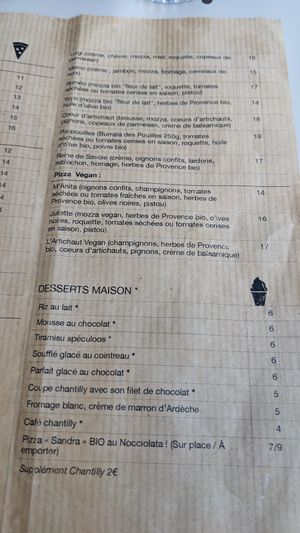 11
12
13
14
15
16
14
14
14
(crème, chèvre, mozza, miel, roquette, copeaux de
parmesan) 16
(crème, jambon, mozza, fromage, cerneaux de
noix) 15
(mozza bio "fleur de lait", roquette, tomates
séchées ou tomates cerises en saison, pistou) 17
(mozza bio "fleur de lait", herbes de Provence bio,
huile d'olive bio) 14
Coeur d'artichaut (brousse, mozza, coeurs d'artichauts,
pignons, copeaux de parmesan, crème de balsamique) 18
(Burrata des Pouilles 250g, tomates
séchées ou tomates cerises en saison, roquette, huile
d'olive bio, poivre bio) 19
Reine de Savoie (crème, oignons confits, lardons,
reblochon, fromage, herbes de Provence bio) 17
Pizza Vegan :
M'Anita (oignons confits, champignons, tomates
séchées ou tomates fraîches en saison, herbes de
Provence bio, olives noires, pistou) 14
Juliette (mozza vegan, herbes de Provence bio, olives
noires, roquette, tomates séchées ou tomates cerises
en saison, pistou) 16
L'Artichaut Vegan (champignons, herbes de Provence
bio, coeurs d'artichauts, pignons, crème de balsamique) 17
DESSERTS MAISON *
Riz au lait * 6
Mousse au chocolat * 6
Tiramisu spéculoos * 6
Soufflé glacé au cointreau * 6
Parfait glacé au chocolat * 6
Coupe chantilly avec son filet de chocolat * 5
Fromage blanc, crème de marron d'Ardèche 5
Café chantilly * 4
Pizza « Sandra » BIO au Nocciolata ! (Sur place / À
emporter) 7/9
Supplément Chantilly 2€